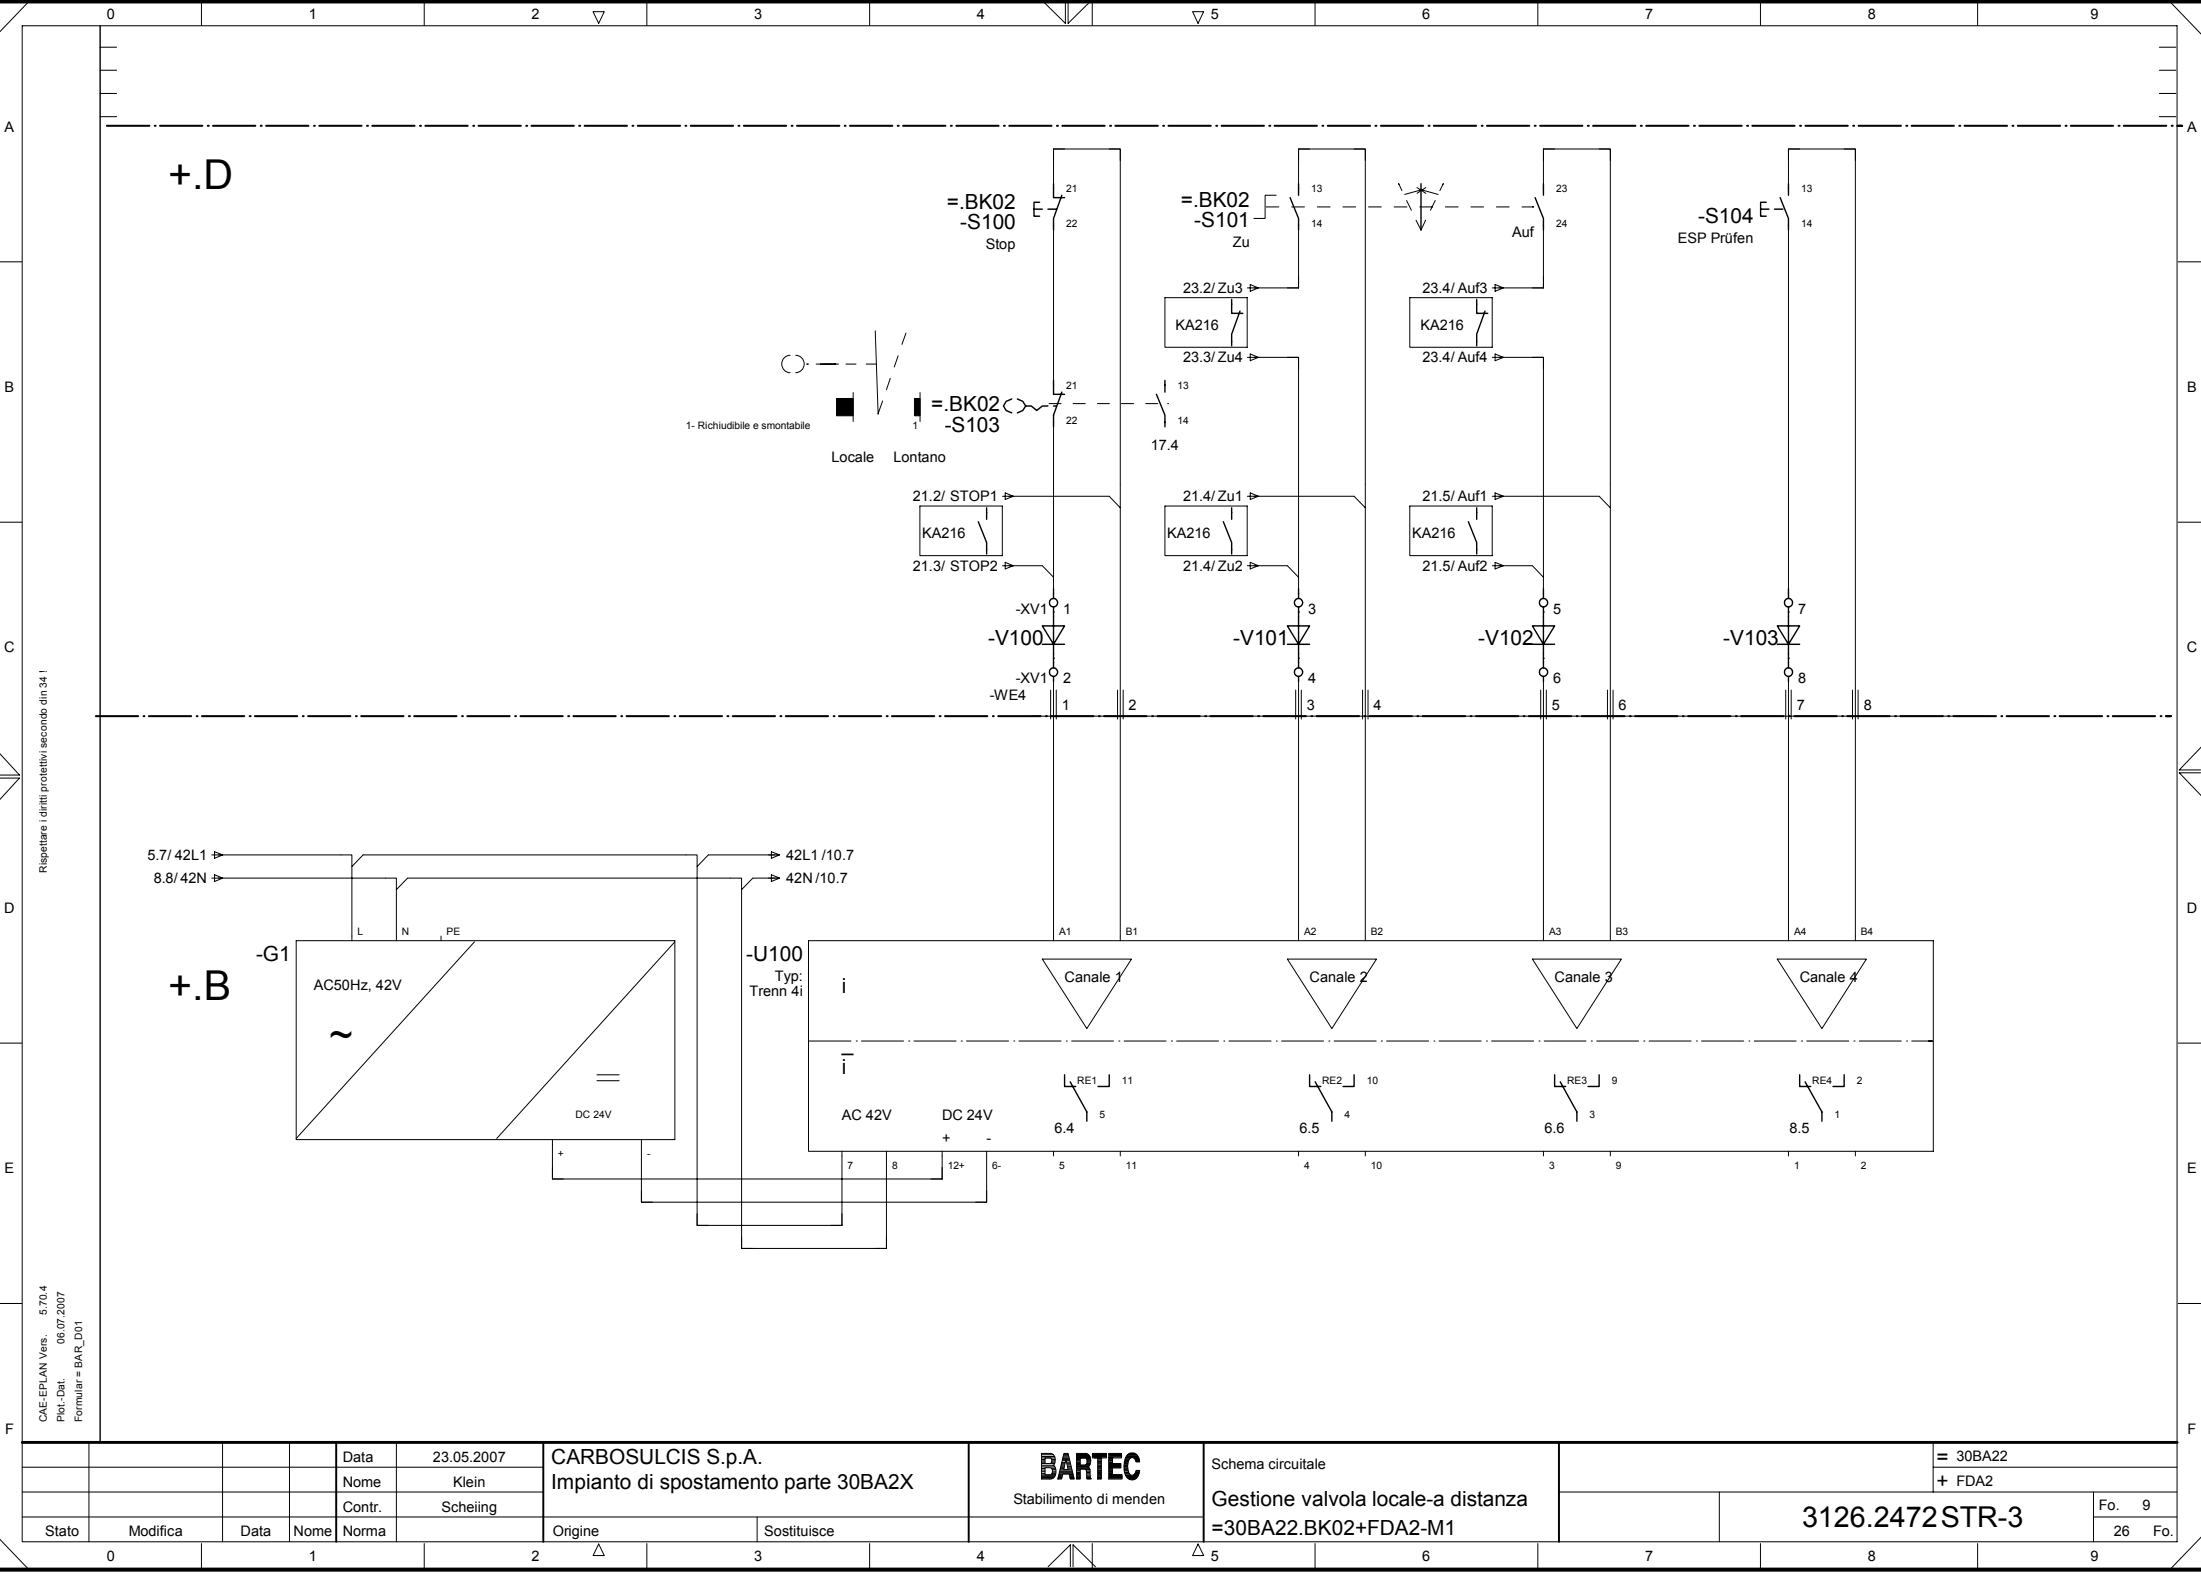 0 1 2 3 4 5 6 7 8 9
A A
+.D
21
=.BK02
-S100
22
Stop
13
=.BK02
-S101
14
Zu
23
24
Auf
13
-S104
14
ESP Prüfen
23.2/ Zu3
KA216
23.3/ Zu4
23.4/ Auf3
KA216
23.4/ Auf4
B B
21
=.BK02
-S103
22
13
14
17.4
1- Richiudibile e smontabile
1
Locale Lontano
21.2/ STOP1
KA216
21.3/ STOP2
21.4/ Zu1
KA216
21.4/ Zu2
21.5/ Auf1
KA216
21.5/ Auf2
-XV1 1 3 5 7
C -V100 -V101 -V102 -V103 C
-XV1 2 4 6 8
-WE4
1 2 3 4 5 6 7 8
Rispettare i diritti protettivi secondo din 34 !
5.7/ 42L1 42L1 /10.7
8.8/ 42N 42N /10.7
D D
L N PE
A1 B1 A2 B2 A3 B3 A4 B4
-G1
AC50Hz, 42V
~
DC 24V
+ -
+.B
-U100
Typ:
Trenn 4i
i
Canale 1 Canale 2 Canale 3 Canale 4
i
RE1 11 RE2 10 RE3 9 RE4 2
AC 42V DC 24V 5 4 3 1
6.4 6.5 6.6 8.5
+ -
E 7 8 12+ 6- 5 11 4 10 3 9 1 2 E
CAE-EPLAN Vers. 5.70.4
Plot.-Dat. 06.07.2007
Formular = BAR_D01
F F
Data 23.05.2007
Nome Klein
Contr. Scheiing
Stato Modifica Data Nome Norma
CARBOSULCIS S.p.A.
Impianto di spostamento parte 30BA2X
Origine Sostituisce
BARTEC
Stabilimento di menden
Schema circuitale
Gestione valvola locale-a distanza
=30BA22.BK02+FDA2-M1
= 30BA22
+ FDA2
3126.2472 STR-3
Fo. 9
26 Fo.
0 1 2 3 4 5 6 7 8 9